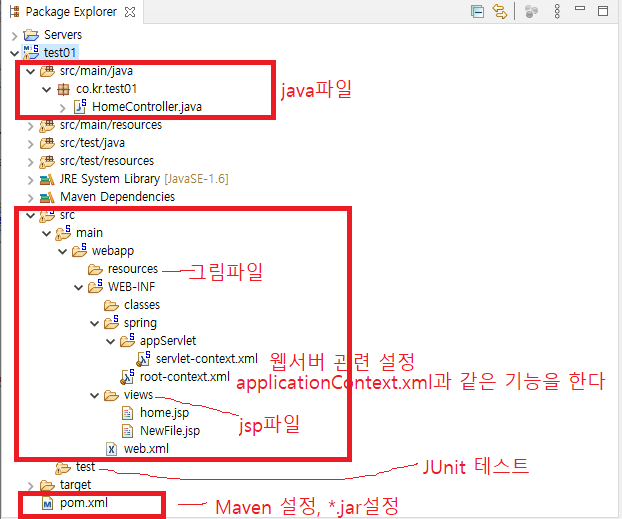 Package Explorer
Servers
test01
src/main/java
co.kr.test01
java파일
HomeController.java
src/main/resources
src/test/java
src/test/resources
JRE System Library [JavaSE-1.6]
Maven Dependencies
src
main
webapp
resources 그림파일
WEB-INF
classes
spring
appServlet
servlet-context.xml 웹서버 관련 설정
root-context.xml applicationContext.xml과 같은 기능을 한다
views
home.jsp
jsp파일
NewFile.jsp
web.xml
test JUnit 테스트
target
pom.xml Maven 설정, *.jar설정